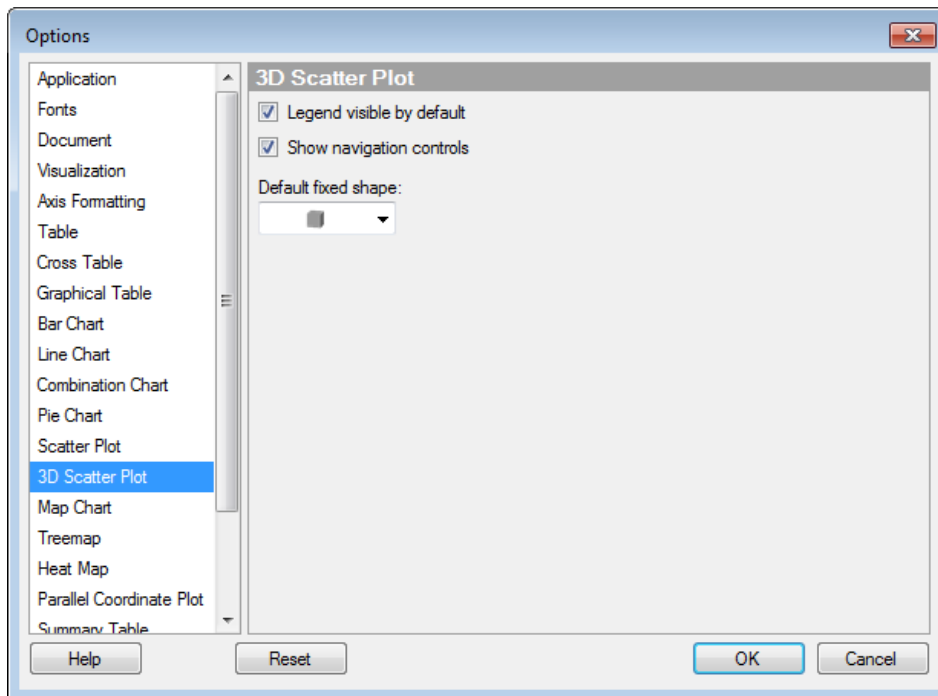 Options
Application
Fonts
Document
Visualization
Axis Formatting
Table
Cross Table
Graphical Table
Bar Chart
Line Chart
Combination Chart
Pie Chart
Scatter Plot
3D Scatter Plot
Map Chart
Treemap
Heat Map
Parallel Coordinate Plot
Summary Table
3D Scatter Plot
Legend visible by default
Show navigation controls
Default fixed shape:
Help
Reset
OK
Cancel